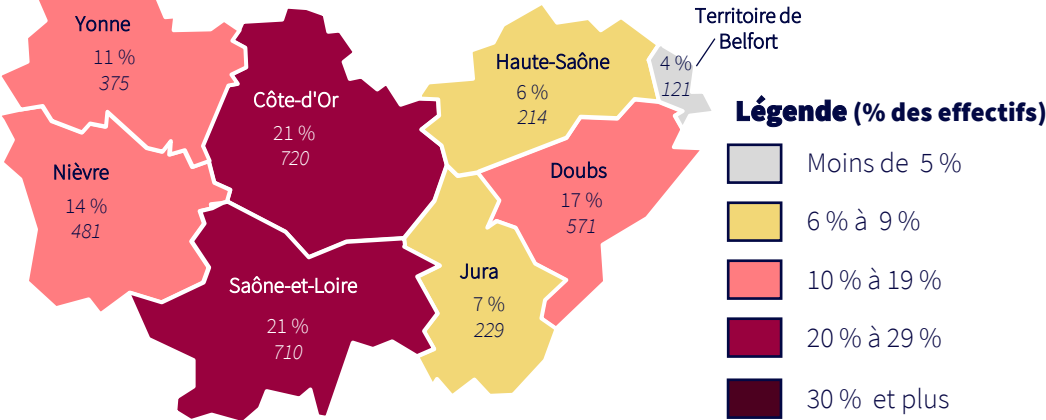 Yonne
11 %
375
Côte-d'Or
21 %
720
Haute-Saône
6 %
214
Territoire de
Belfort
4 %
121
Nièvre
14 %
481
Doubs
17 %
571
Saône-et-Loire
21 %
710
Jura
7 %
229
Légende (% des effectifs)
Moins de 5 %
6 % à 9 %
10 % à 19 %
20 % à 29 %
30 % et plus